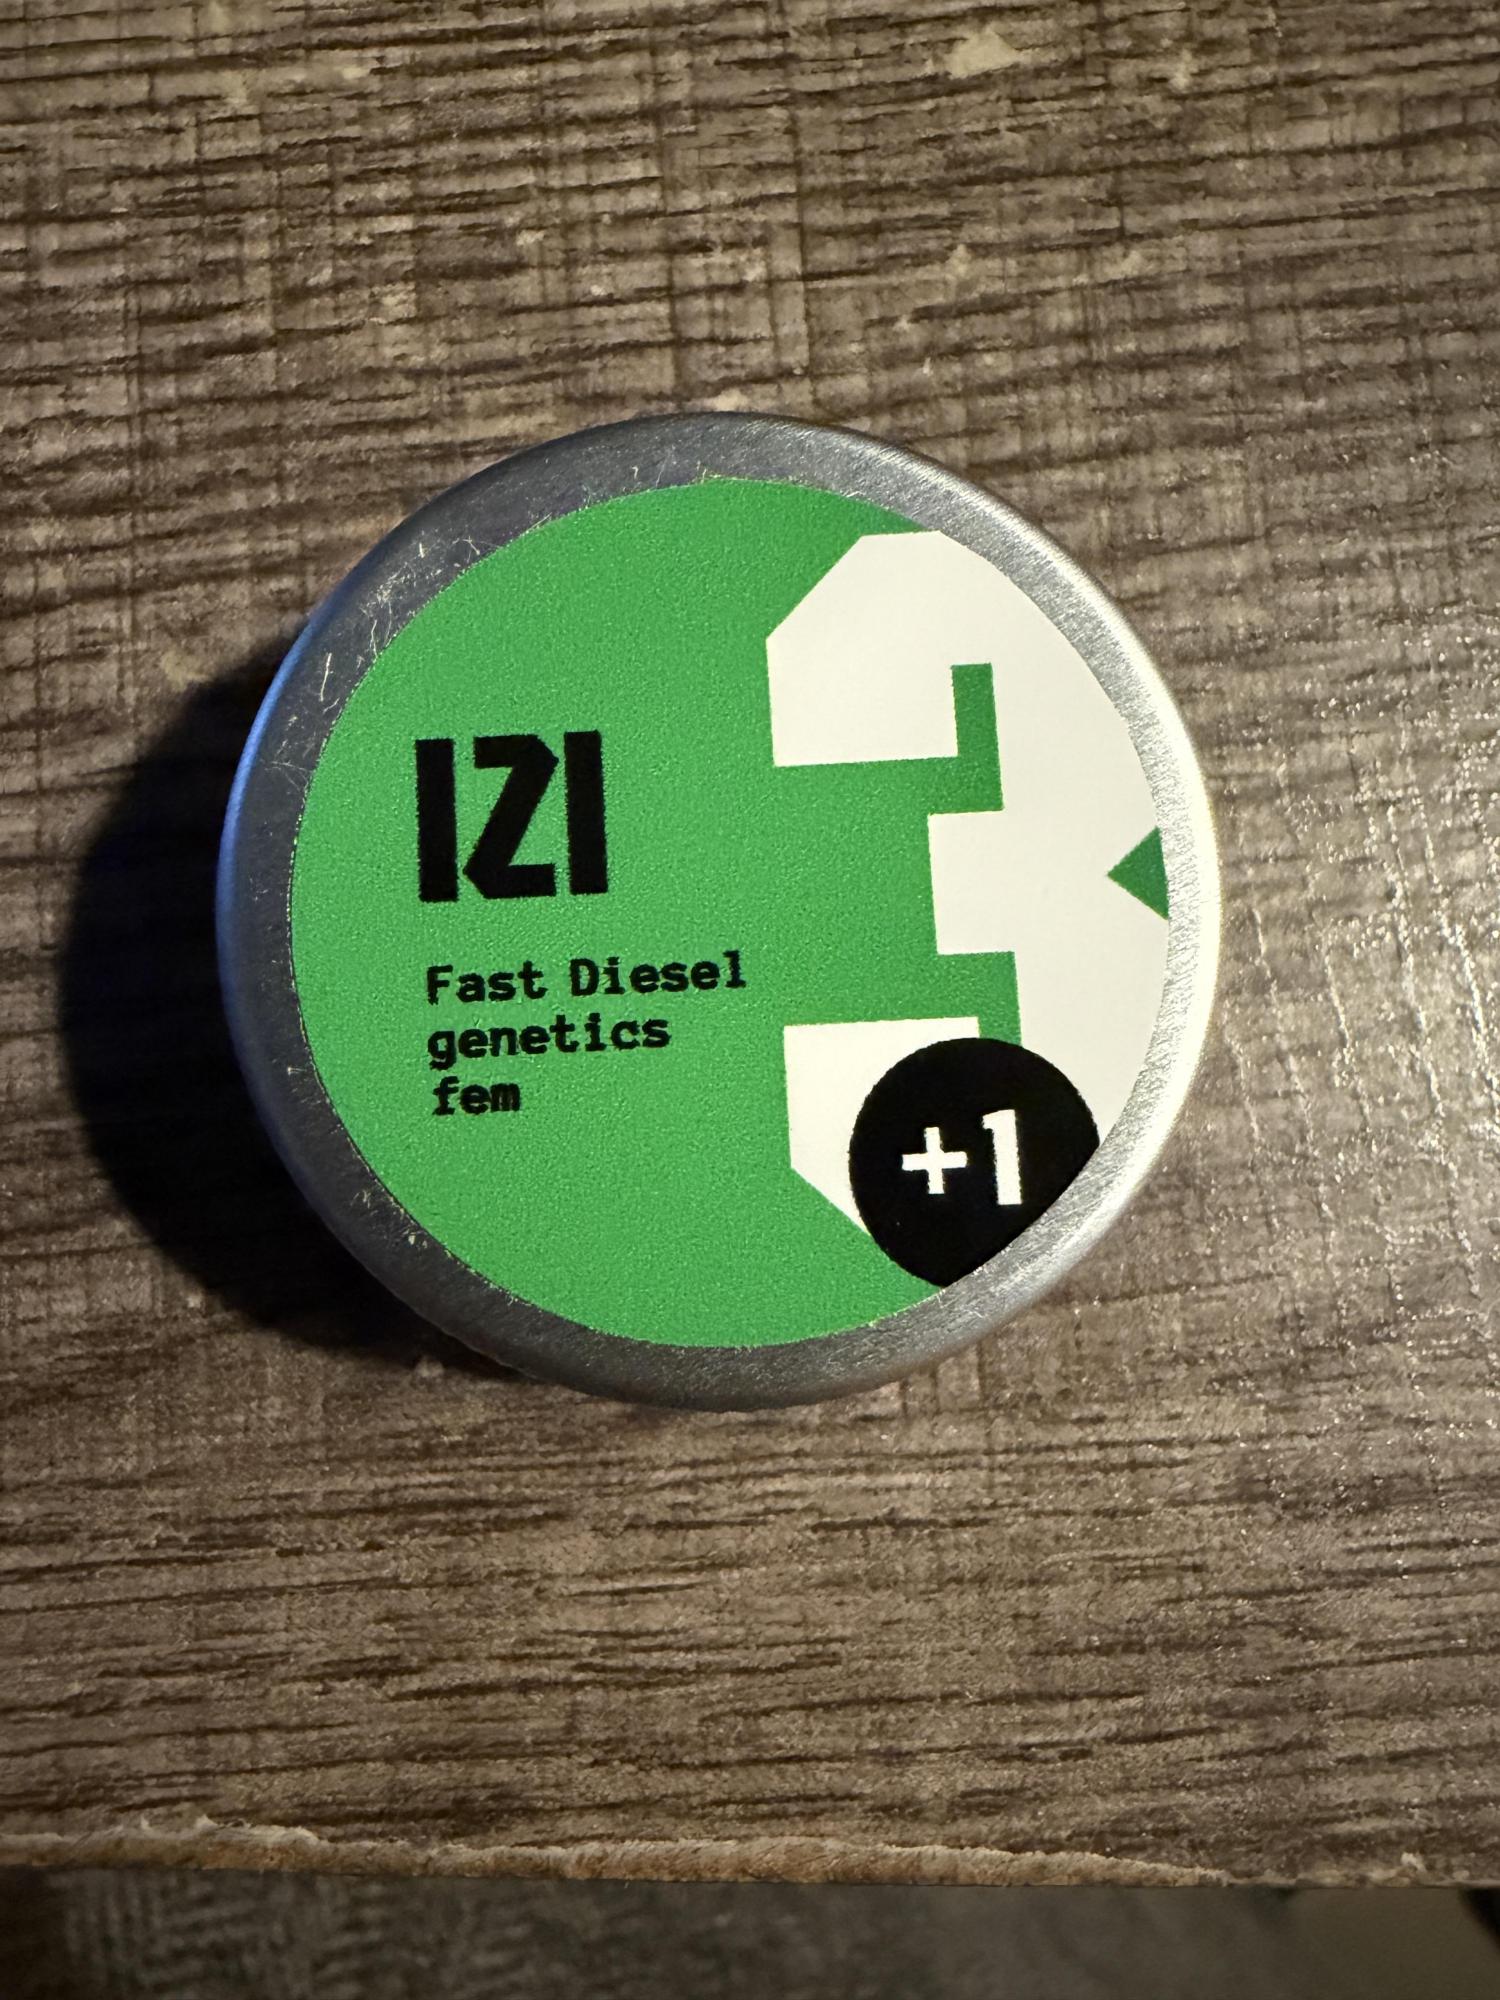 IZI
3
Fast Diesel
genetics
fem
+1